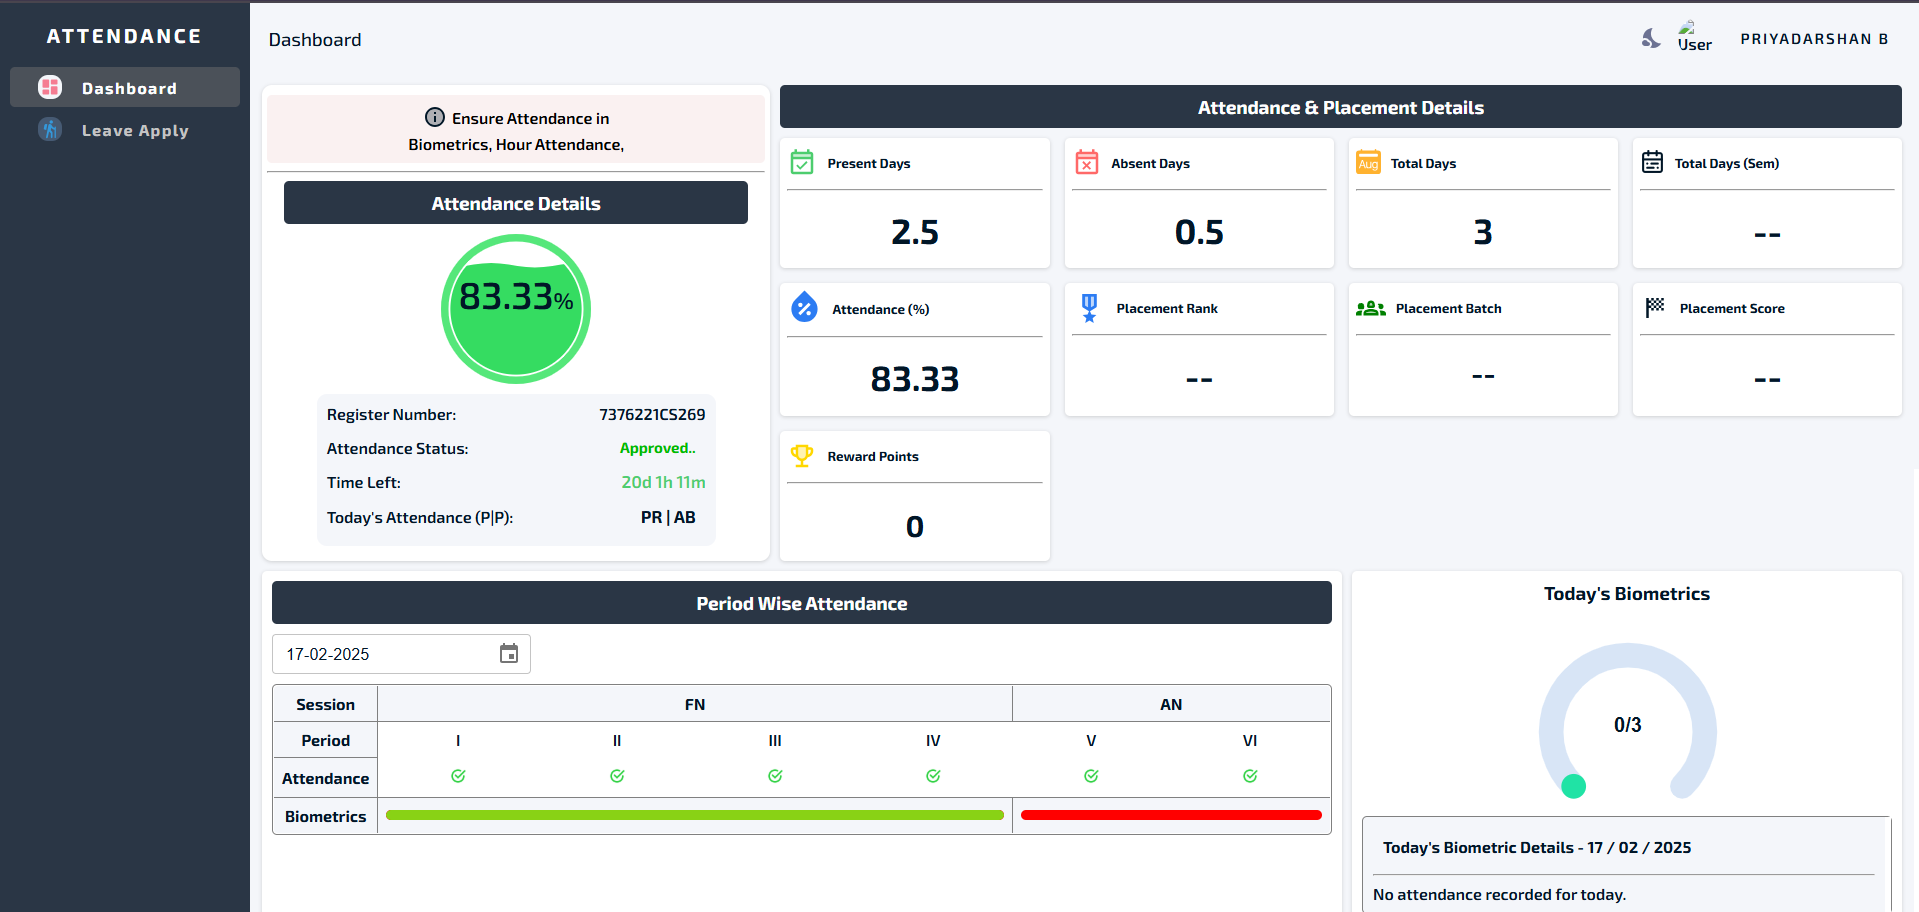 ATTENDANCE
Dashboard
Leave Apply
Dashboard
User
PRIYADARSHAN B
Ensure Attendance in
Biometrics, Hour Attendance,
Attendance Details
83.33%
Register Number: 7376221CS269
Attendance Status: Approved..
Time Left: 20d 1h 11m
Today's Attendance (P|P): PR | AB
Attendance & Placement Details
Present Days
2.5
Absent Days
0.5
Aug Total Days
3
Total Days (Sem)
--
Attendance (%)
83.33
Placement Rank
--
Placement Batch
--
Placement Score
--
Reward Points
0
Period Wise Attendance
17-02-2025
Session FN AN
Period I II III IV V VI
Attendance
Biometrics
Today's Biometrics
0/3
Today's Biometric Details - 17 / 02 / 2025
No attendance recorded for today.